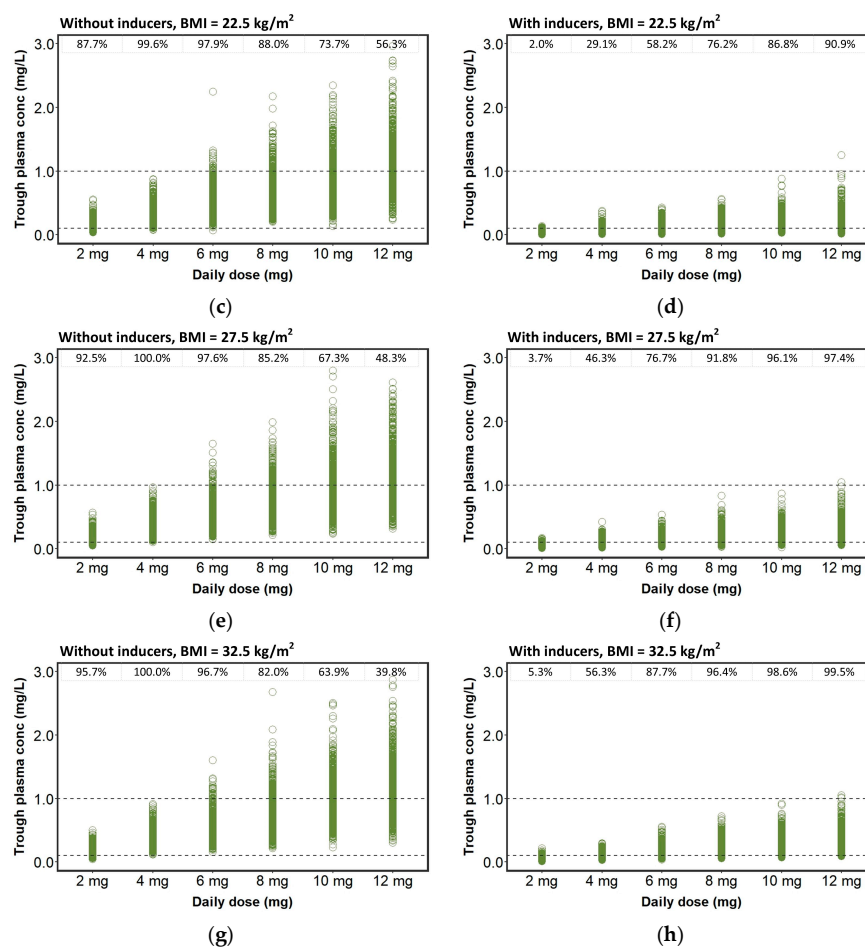 Without inducers, BMI = 22.5 kg/m²
87.7% 99.6% 97.9% 88.0% 73.7% 56.3%
3.0
2.0
1.0
0.0
Trough plasma conc (mg/L)
2 mg 4 mg 6 mg 8 mg 10 mg 12 mg
Daily dose (mg)
(c)
With inducers, BMI = 22.5 kg/m²
2.0% 29.1% 58.2% 76.2% 86.8% 90.9%
3.0
2.0
1.0
0.0
Trough plasma conc (mg/L)
2 mg 4 mg 6 mg 8 mg 10 mg 12 mg
Daily dose (mg)
(d)
Without inducers, BMI = 27.5 kg/m²
92.5% 100.0% 97.6% 85.2% 67.3% 48.3%
3.0
2.0
1.0
0.0
Trough plasma conc (mg/L)
2 mg 4 mg 6 mg 8 mg 10 mg 12 mg
Daily dose (mg)
(e)
With inducers, BMI = 27.5 kg/m²
3.7% 46.3% 76.7% 91.8% 96.1% 97.4%
3.0
2.0
1.0
0.0
Trough plasma conc (mg/L)
2 mg 4 mg 6 mg 8 mg 10 mg 12 mg
Daily dose (mg)
(f)
Without inducers, BMI = 32.5 kg/m²
95.7% 100.0% 96.7% 82.0% 63.9% 39.8%
3.0
2.0
1.0
0.0
Trough plasma conc (mg/L)
2 mg 4 mg 6 mg 8 mg 10 mg 12 mg
Daily dose (mg)
(g)
With inducers, BMI = 32.5 kg/m²
5.3% 56.3% 87.7% 96.4% 98.6% 99.5%
3.0
2.0
1.0
0.0
Trough plasma conc (mg/L)
2 mg 4 mg 6 mg 8 mg 10 mg 12 mg
Daily dose (mg)
(h)